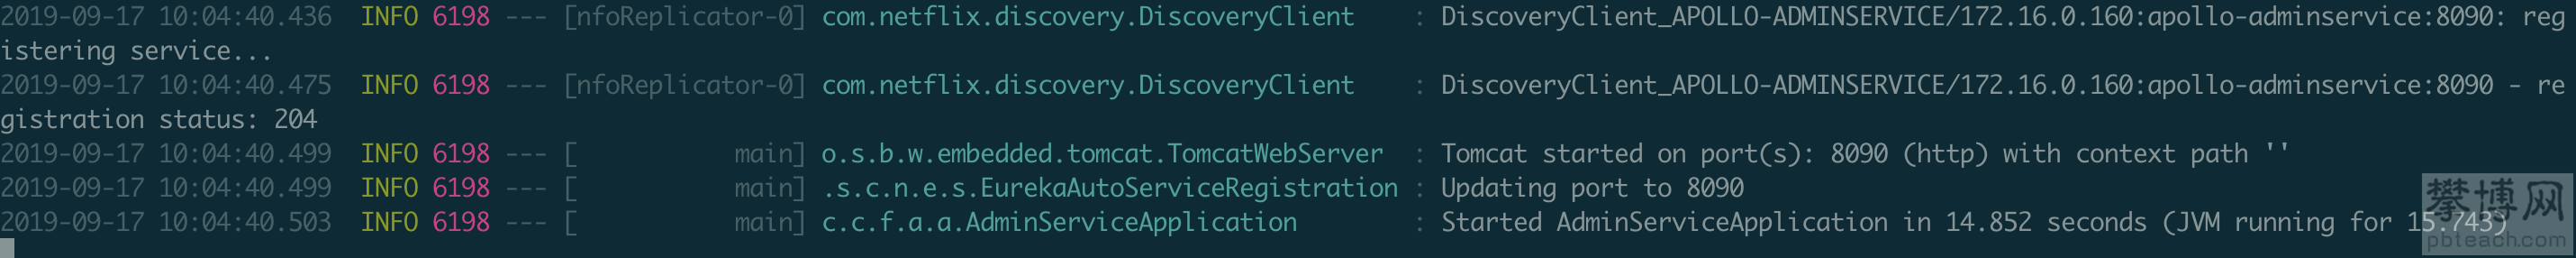 2019-09-17 10:04:40.436  INFO 6198 --- [nfoReplicator-0] com.netflix.discovery.DiscoveryClient    : DiscoveryClient_APOLLO-ADMINSERVICE/172.16.0.160:apollo-adminservice:8090: reg
istering service...
2019-09-17 10:04:40.475  INFO 6198 --- [nfoReplicator-0] com.netflix.discovery.DiscoveryClient    : DiscoveryClient_APOLLO-ADMINSERVICE/172.16.0.160:apollo-adminservice:8090 - re
gistration status: 204
2019-09-17 10:04:40.499  INFO 6198 --- [           main] o.s.b.w.embedded.tomcat.TomcatWebServer  : Tomcat started on port(s): 8090 (http) with context path ''
2019-09-17 10:04:40.499  INFO 6198 --- [           main] .s.c.n.e.s.EurekaAutoServiceRegistration : Updating port to 8090
2019-09-17 10:04:40.503  INFO 6198 --- [           main] c.c.f.a.a.AdminServiceApplication        : Started AdminServiceApplication in 14.852 seconds (JVM running for 15.743)
攀博网
pbteach.com